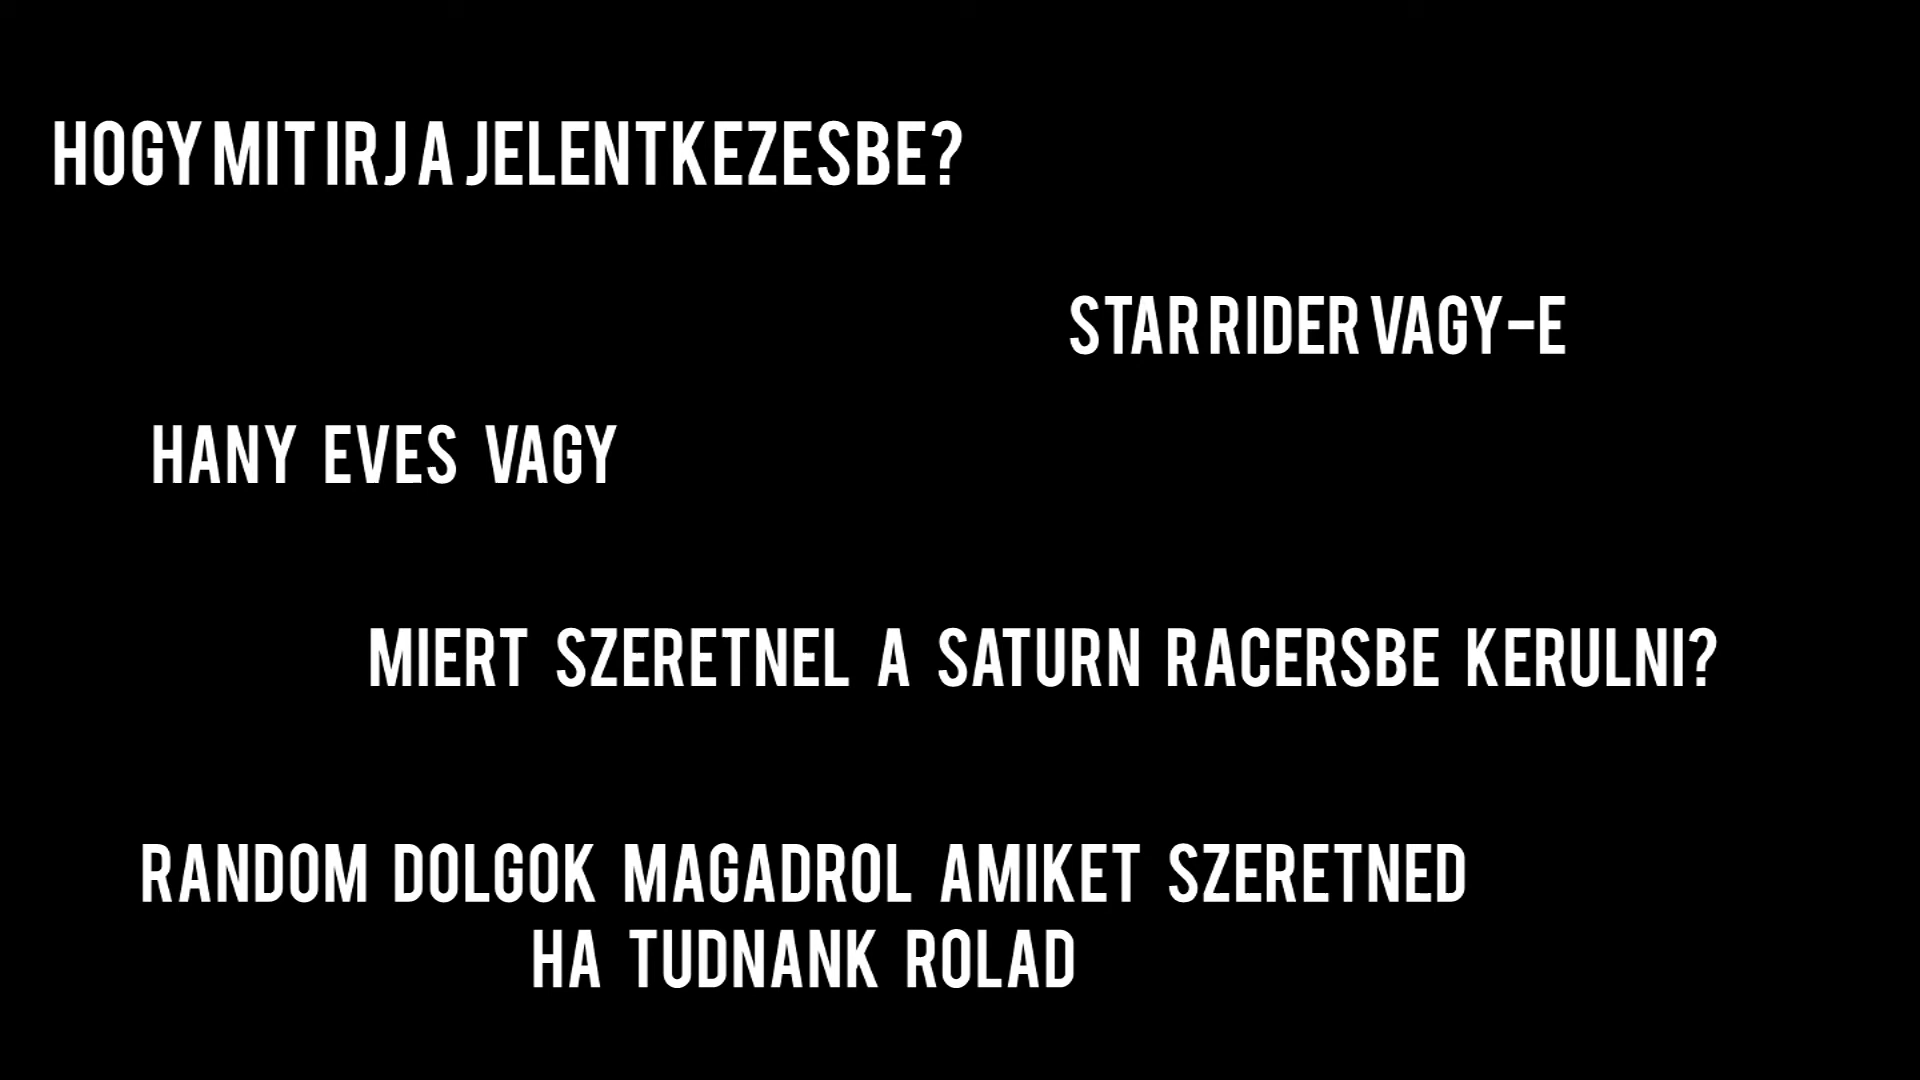 HOGY MIT IRJ A JELENTKEZESBE?
STAR RIDER VAGY-E
HANY EVES VAGY
MIERT SZERETNEL A SATURN RACERSBE KERULNI?
RANDOM DOLGOK MAGADROL AMIKET SZERETNED
HA TUDNANK ROLAD